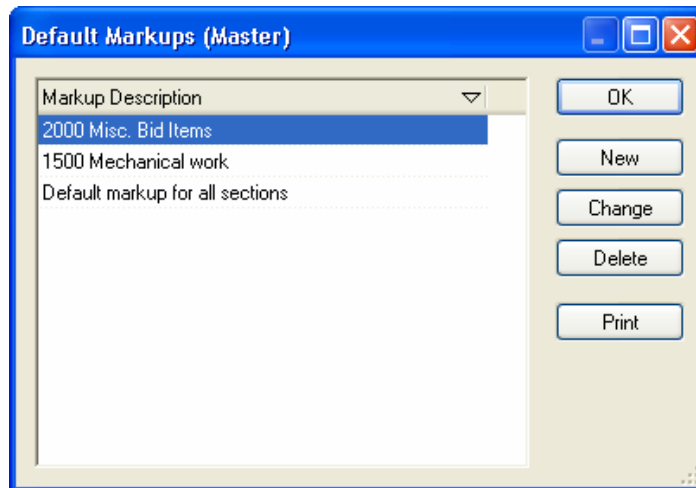 Default Markups (Master)
Markup Description
2000 Misc. Bid Items
1500 Mechanical work
Default markup for all sections
OK
New
Change
Delete
Print